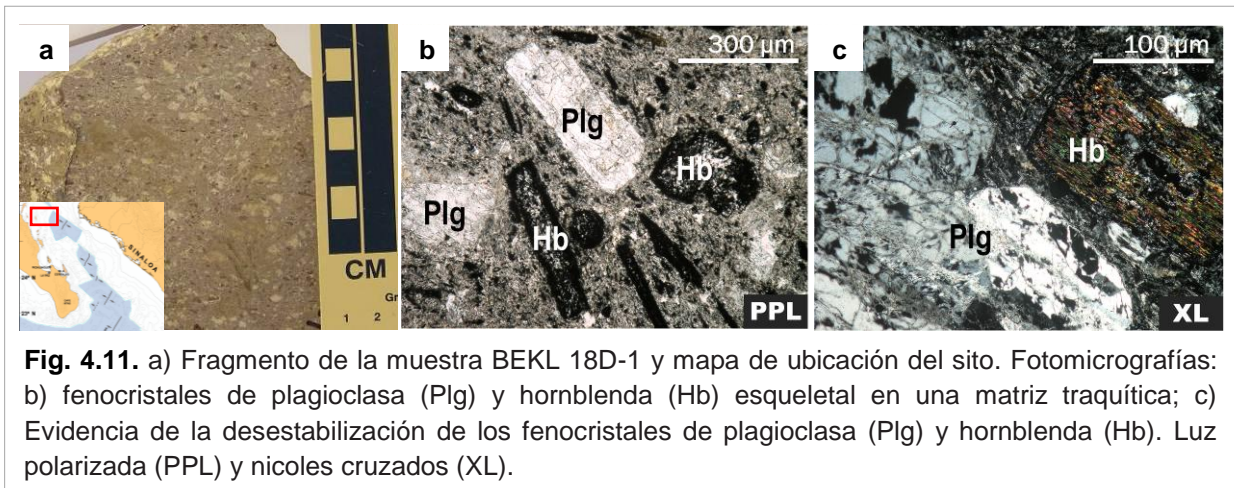 a
CM
Gr
1 2
SINALOA
b
300 µm
Plg
Hb
Plg
Hb
PPL
c
100 µm
Hb
Plg
XL
Fig. 4.11. a) Fragmento de la muestra BEKL 18D-1 y mapa de ubicación del sito. Fotomicrografías:
b) fenocristales de plagioclasa (Plg) y hornblenda (Hb) esqueletal en una matriz traquítica; c)
Evidencia de la desestabilización de los fenocristales de plagioclasa (Plg) y hornblenda (Hb). Luz
polarizada (PPL) y nicoles cruzados (XL).